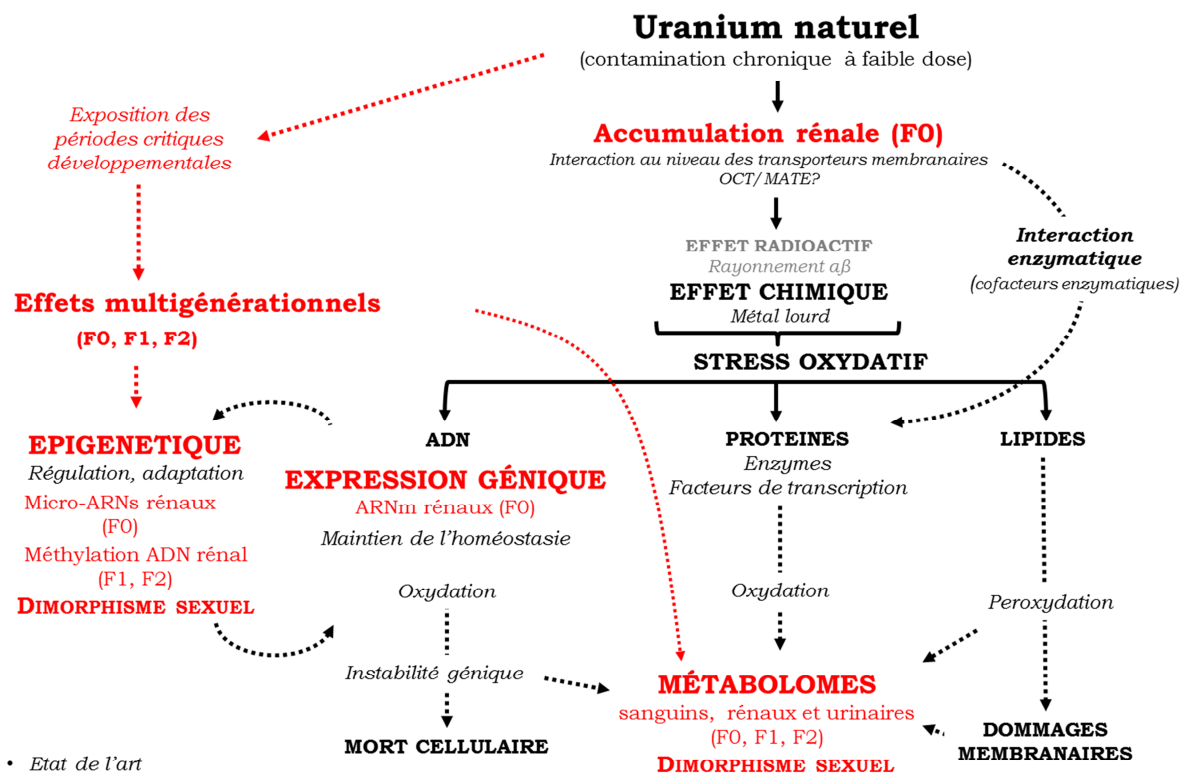 Uranium naturel
(contamination chronique à faible dose)
Exposition des
périodes critiques
développementales
Accumulation rénale (F0)
Interaction au niveau des transporteurs membranaires
OCT/MATE?
Interaction
enzymatique
(cofacteurs enzymatiques)
EFFET RADIOACTIF
Rayonnement aβ
EFFET CHIMIQUE
Métal lourd
Effets multigénérationnels
(F0, F1, F2)
STRESS OXYDATIF
EPIGENETIQUE
Régulation, adaptation
Micro-ARNs rénaux
(F0)
Méthylation ADN rénal
(F1, F2)
DIMORPHISME SEXUEL
ADN
EXPRESSION GÉNIQUE
ARNm rénaux (F0)
Maintien de l'homéostasie
Oxydation
Instabilité génique
MORT CELLULAIRE
PROTEINES
Enzymes
Facteurs de transcription
Oxydation
MÉTABOLOMES
sanguins, rénaux et urinaires
(F0, F1, F2)
DIMORPHISME SEXUEL
LIPIDES
Peroxydation
DOMMAGES
MEMBRANAIRES
• Etat de l'art